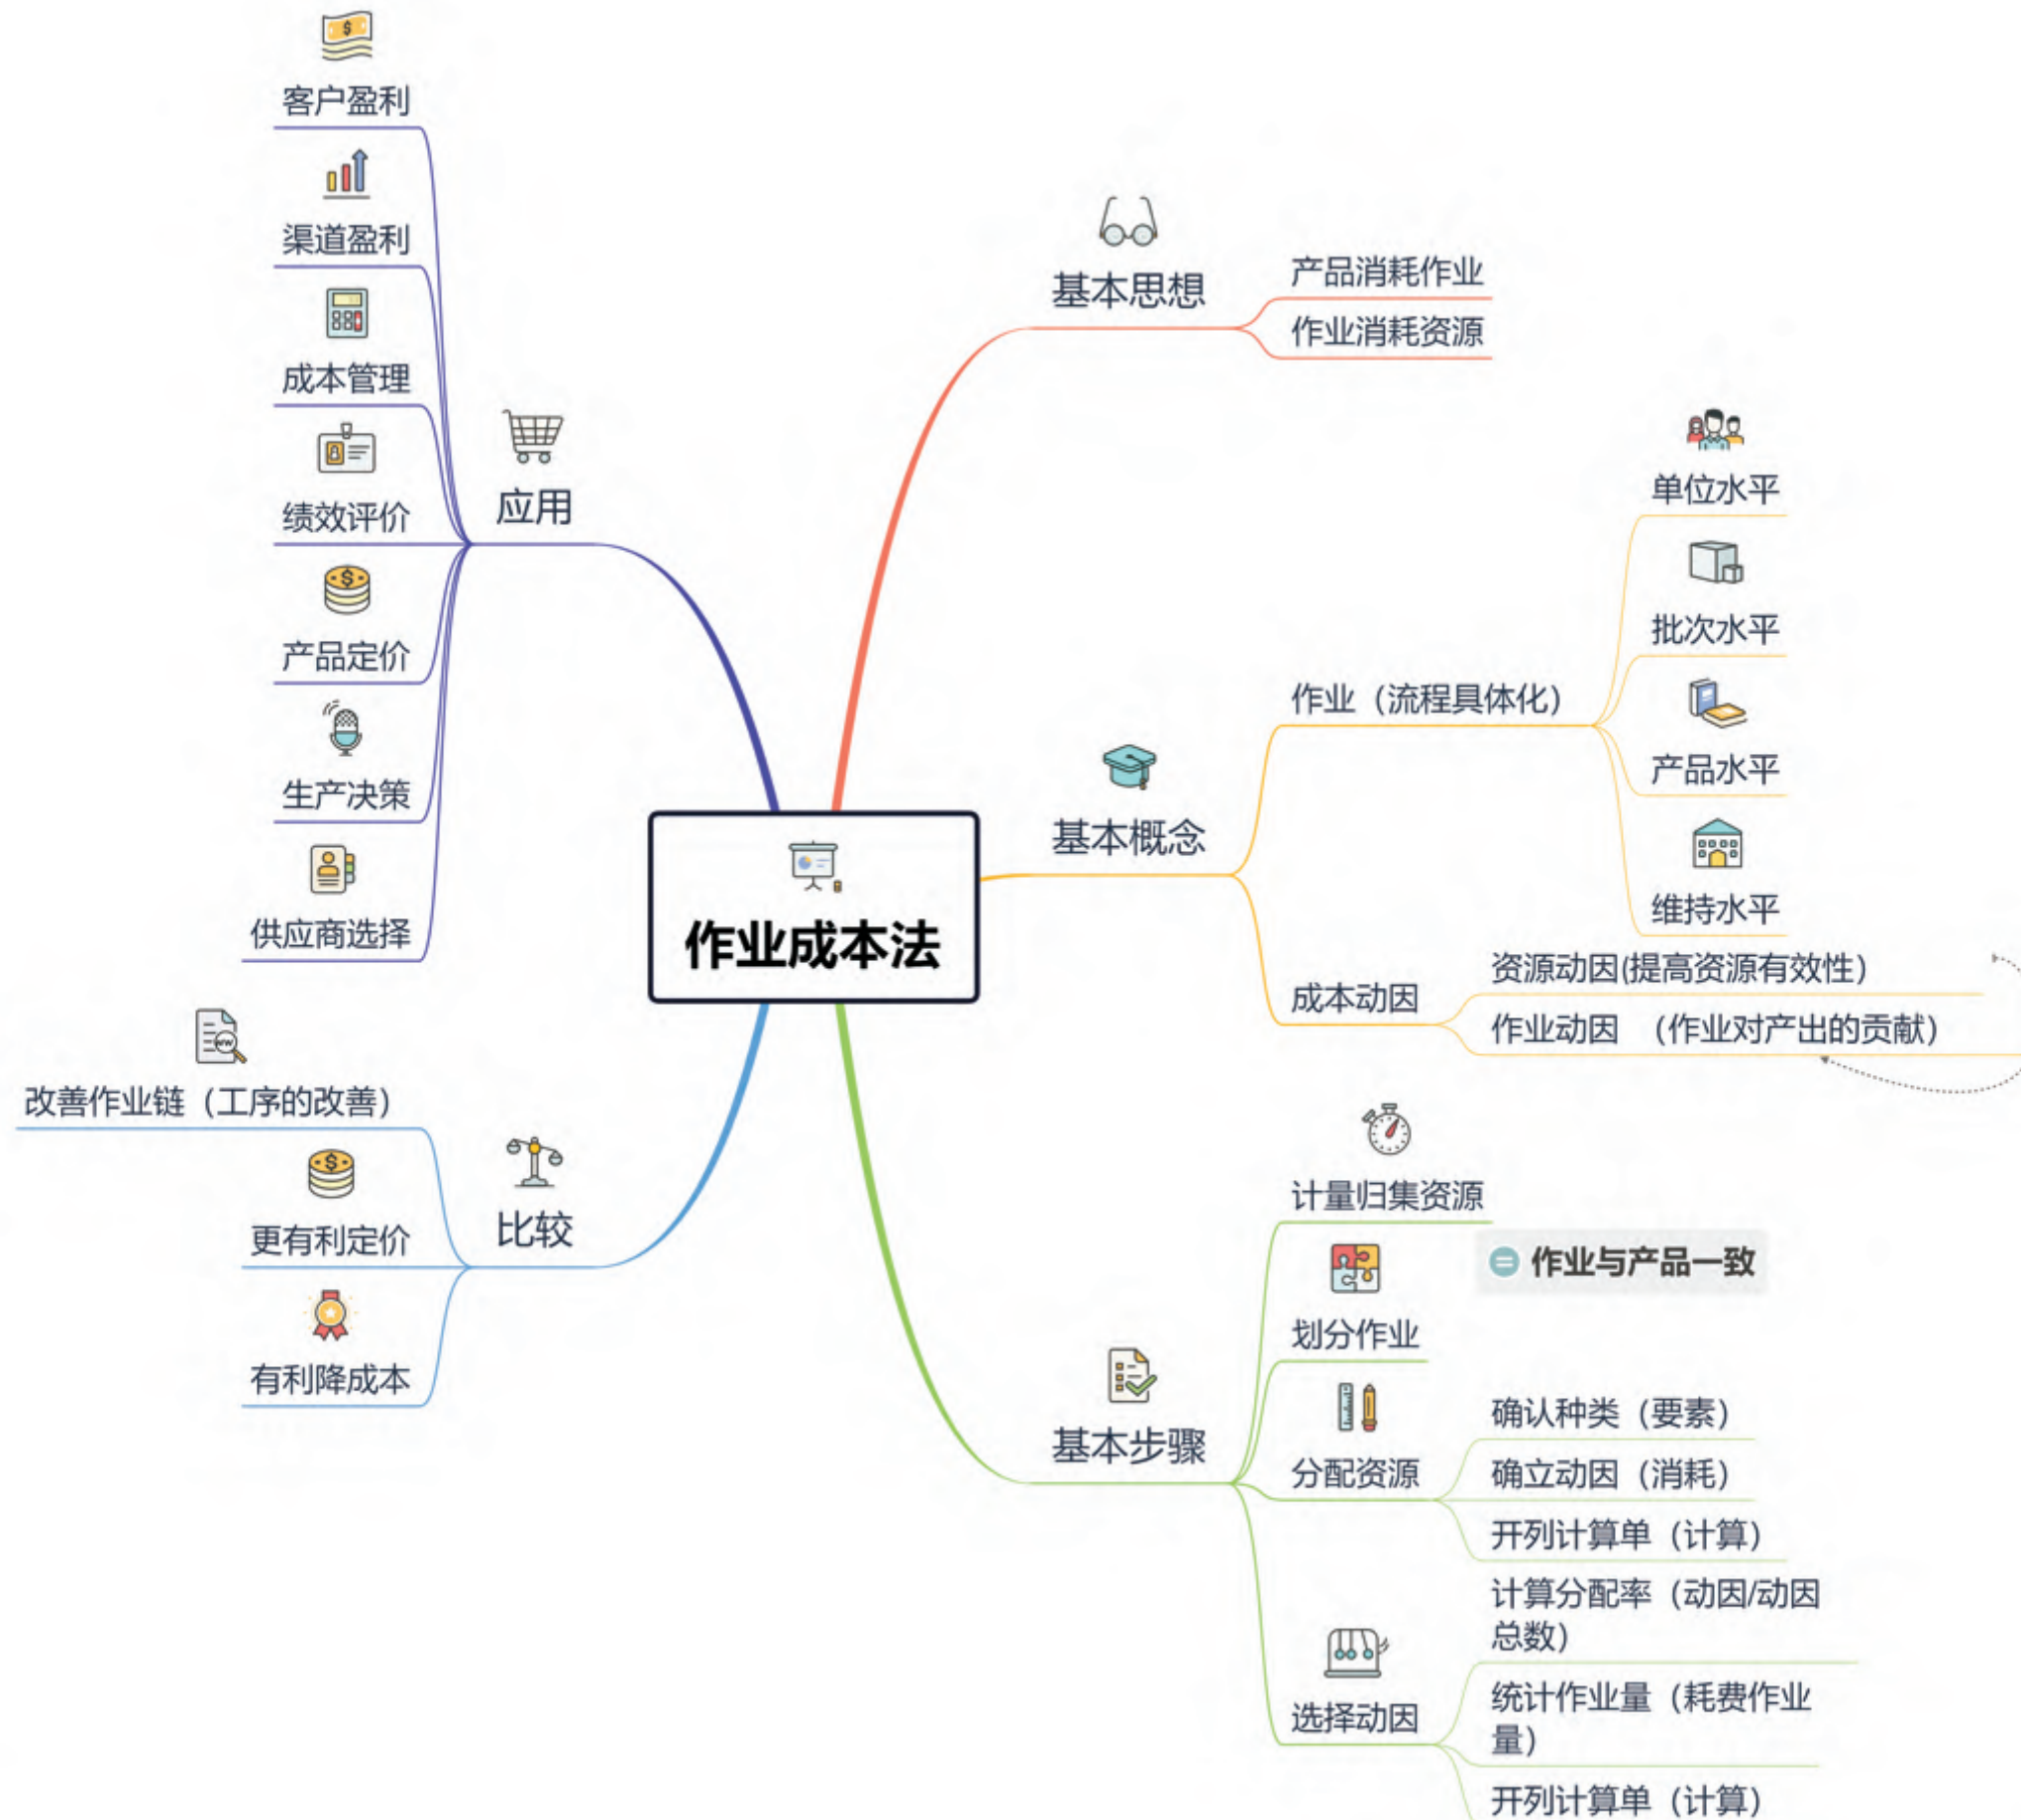 作业成本法
基本思想
产品消耗作业
作业消耗资源
基本概念
作业（流程具体化）
单位水平
批次水平
产品水平
维持水平
成本动因
资源动因(提高资源有效性）
作业动因 （作业对产出的贡献）
基本步骤
计量归集资源
作业与产品一致
划分作业
分配资源
确认种类（要素）
确立动因（消耗）
开列计算单（计算）
选择动因
计算分配率（动因/动因
总数）
统计作业量（耗费作业
量）
开列计算单（计算）
应用
客户盈利
渠道盈利
成本管理
绩效评价
产品定价
生产决策
供应商选择
比较
改善作业链（工序的改善）
更有利定价
有利降成本